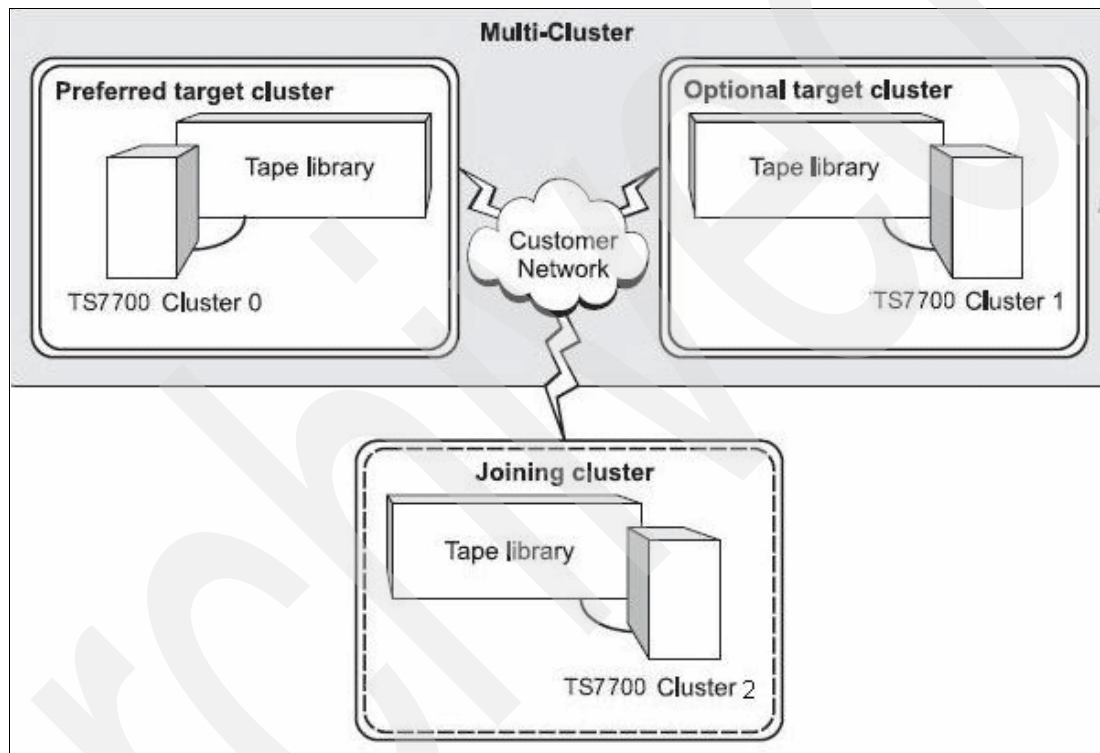 Multi-Cluster
Preferred target cluster
Tape library
TS7700 Cluster 0
Optional target cluster
Tape library
TS7700 Cluster 1
Customer
Network
Joining cluster
Tape library
TS7700 Cluster 2